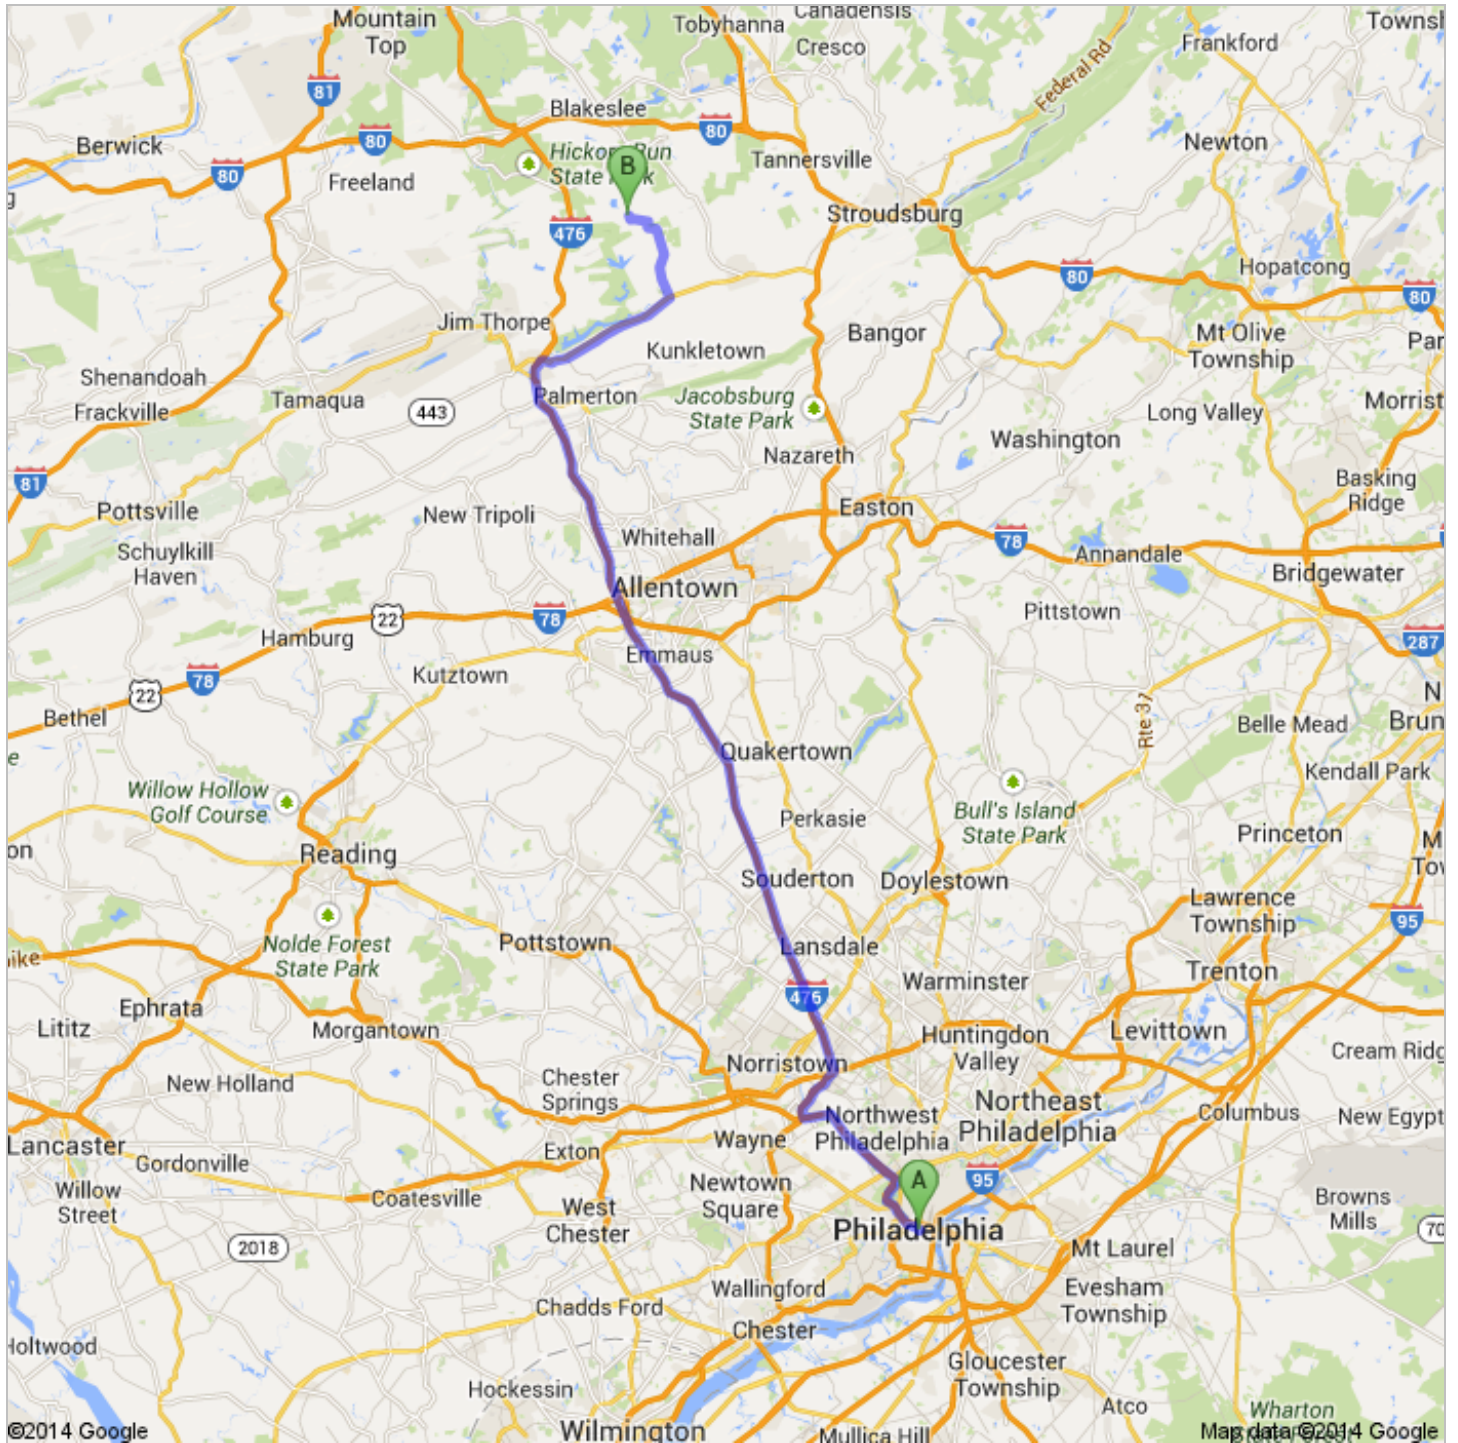 Mountain
Top
Tobyhanna
Canadensis
Cresco
Frankford
Federal Rd
81
Blakeslee
80
80
Newton
Berwick
80
Freeland
Hickory Run
State Park
B
Tannersville
476
Stroudsburg
80
Hopatcong
80
Jim Thorpe
Bangor
Mt Olive
Township
Kunkletown
Shenandoah
Frackville
Tamaqua
443
Palmerton
Jacobsburg
State Park
Long Valley
Morrist
Washington
Nazareth
81
Basking
Ridge
Pottsville
New Tripoli
Easton
Schuylkill
Haven
Whitehall
78
Annandale
Bridgewater
Allentown
22
78
Pittstown
Hamburg
287
Emmaus
Kutztown
78
22
Bethel
Rte 31
Belle Mead
Brun
Quakertown
Kendall Park
Willow Hollow
Golf Course
Bull's Island
State Park
Perkasie
Princeton
Reading
Souderton
Doylestown
Lawrence
Township
95
Nolde Forest
State Park
Pottstown
Lansdale
Trenton
Warminster
476
Ephrata
Lititz
Morgantown
Huntingdon
Valley
Levittown
Norristown
Cream Ridg
New Holland
Chester
Springs
Northeast
Philadelphia
Columbus
New Egypt
Northwest
Philadelphia
Lancaster
Wayne
Exton
Gordonville
A
95
Willow
Street
Coatesville
Newtown
Square
West
Chester
Philadelphia
Browns
Mills
70
2018
Mt Laurel
Wallingford
Evesham
Township
Chadds Ford
Chester
Holtwood
Gloucester
Township
Hockessin
Atco
Wharton
State Forest
Wilmington
Mullica Hill
©2014 Google
Map data ©2014 Google